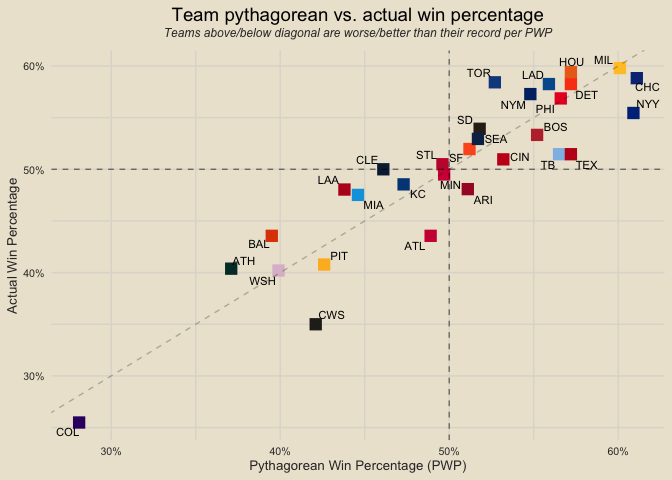 Team pythagorean vs. actual win percentage
Teams above/below diagonal are worse/better than their record per PWP
Actual Win Percentage
60%
50%
40%
30%
HOU
MIL
TOR
LAD
CHC
NYM
PHI
DET
NYY
SD
SEA
BOS
STL
SF
CIN
TB
TEX
CLE
LAA
MIN
KC
ARI
MIA
BAL
ATL
ATH
PIT
WSH
CWS
COL
30%
40%
50%
60%
Pythagorean Win Percentage (PWP)